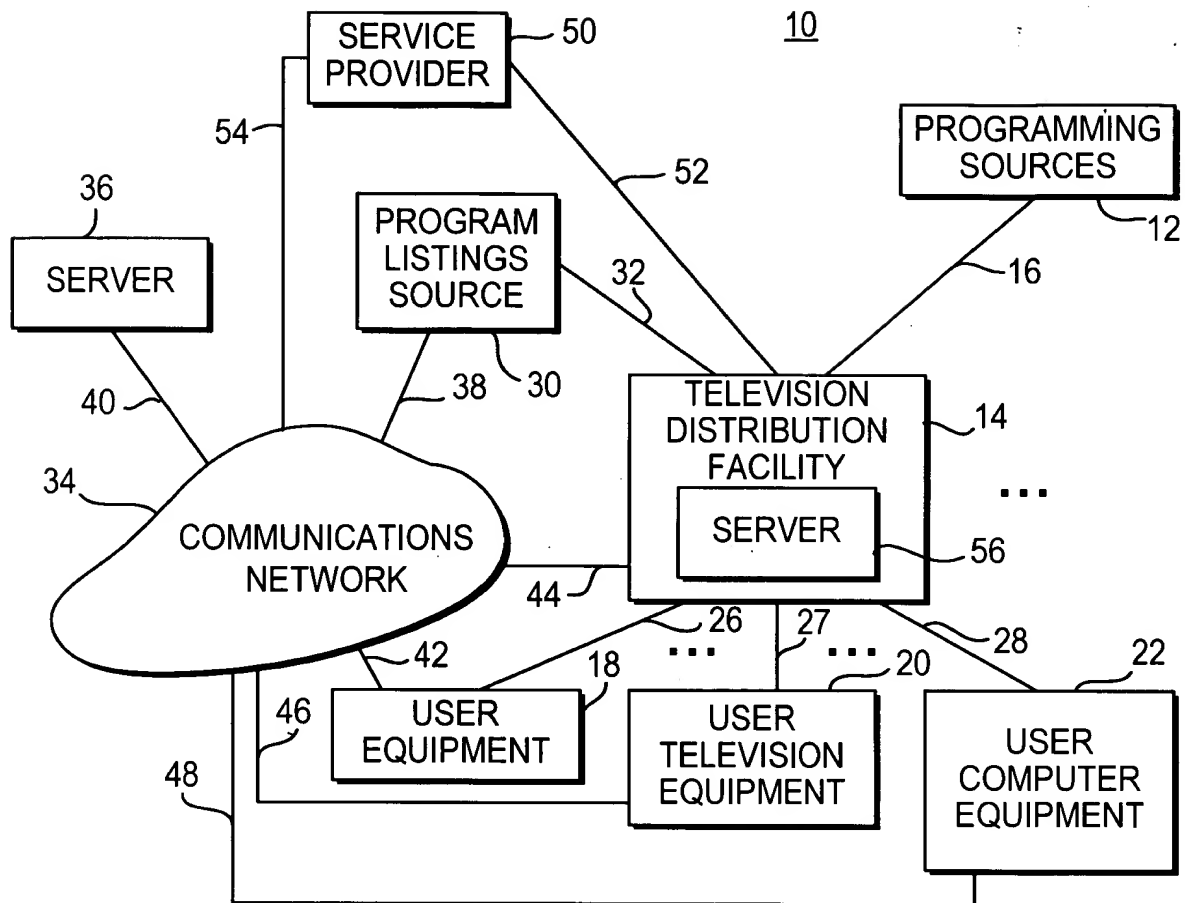 SERVICE
PROVIDER
50
10
54
52
PROGRAMMING
SOURCES
12
16
36
SERVER
PROGRAM
LISTINGS
SOURCE
32
30
40
38
TELEVISION
DISTRIBUTION
FACILITY
14
...
SERVER
56
34
COMMUNICATIONS
NETWORK
44
26
27
28
...
...
42
18
20
22
46
USER
EQUIPMENT
USER
TELEVISION
EQUIPMENT
USER
COMPUTER
EQUIPMENT
48